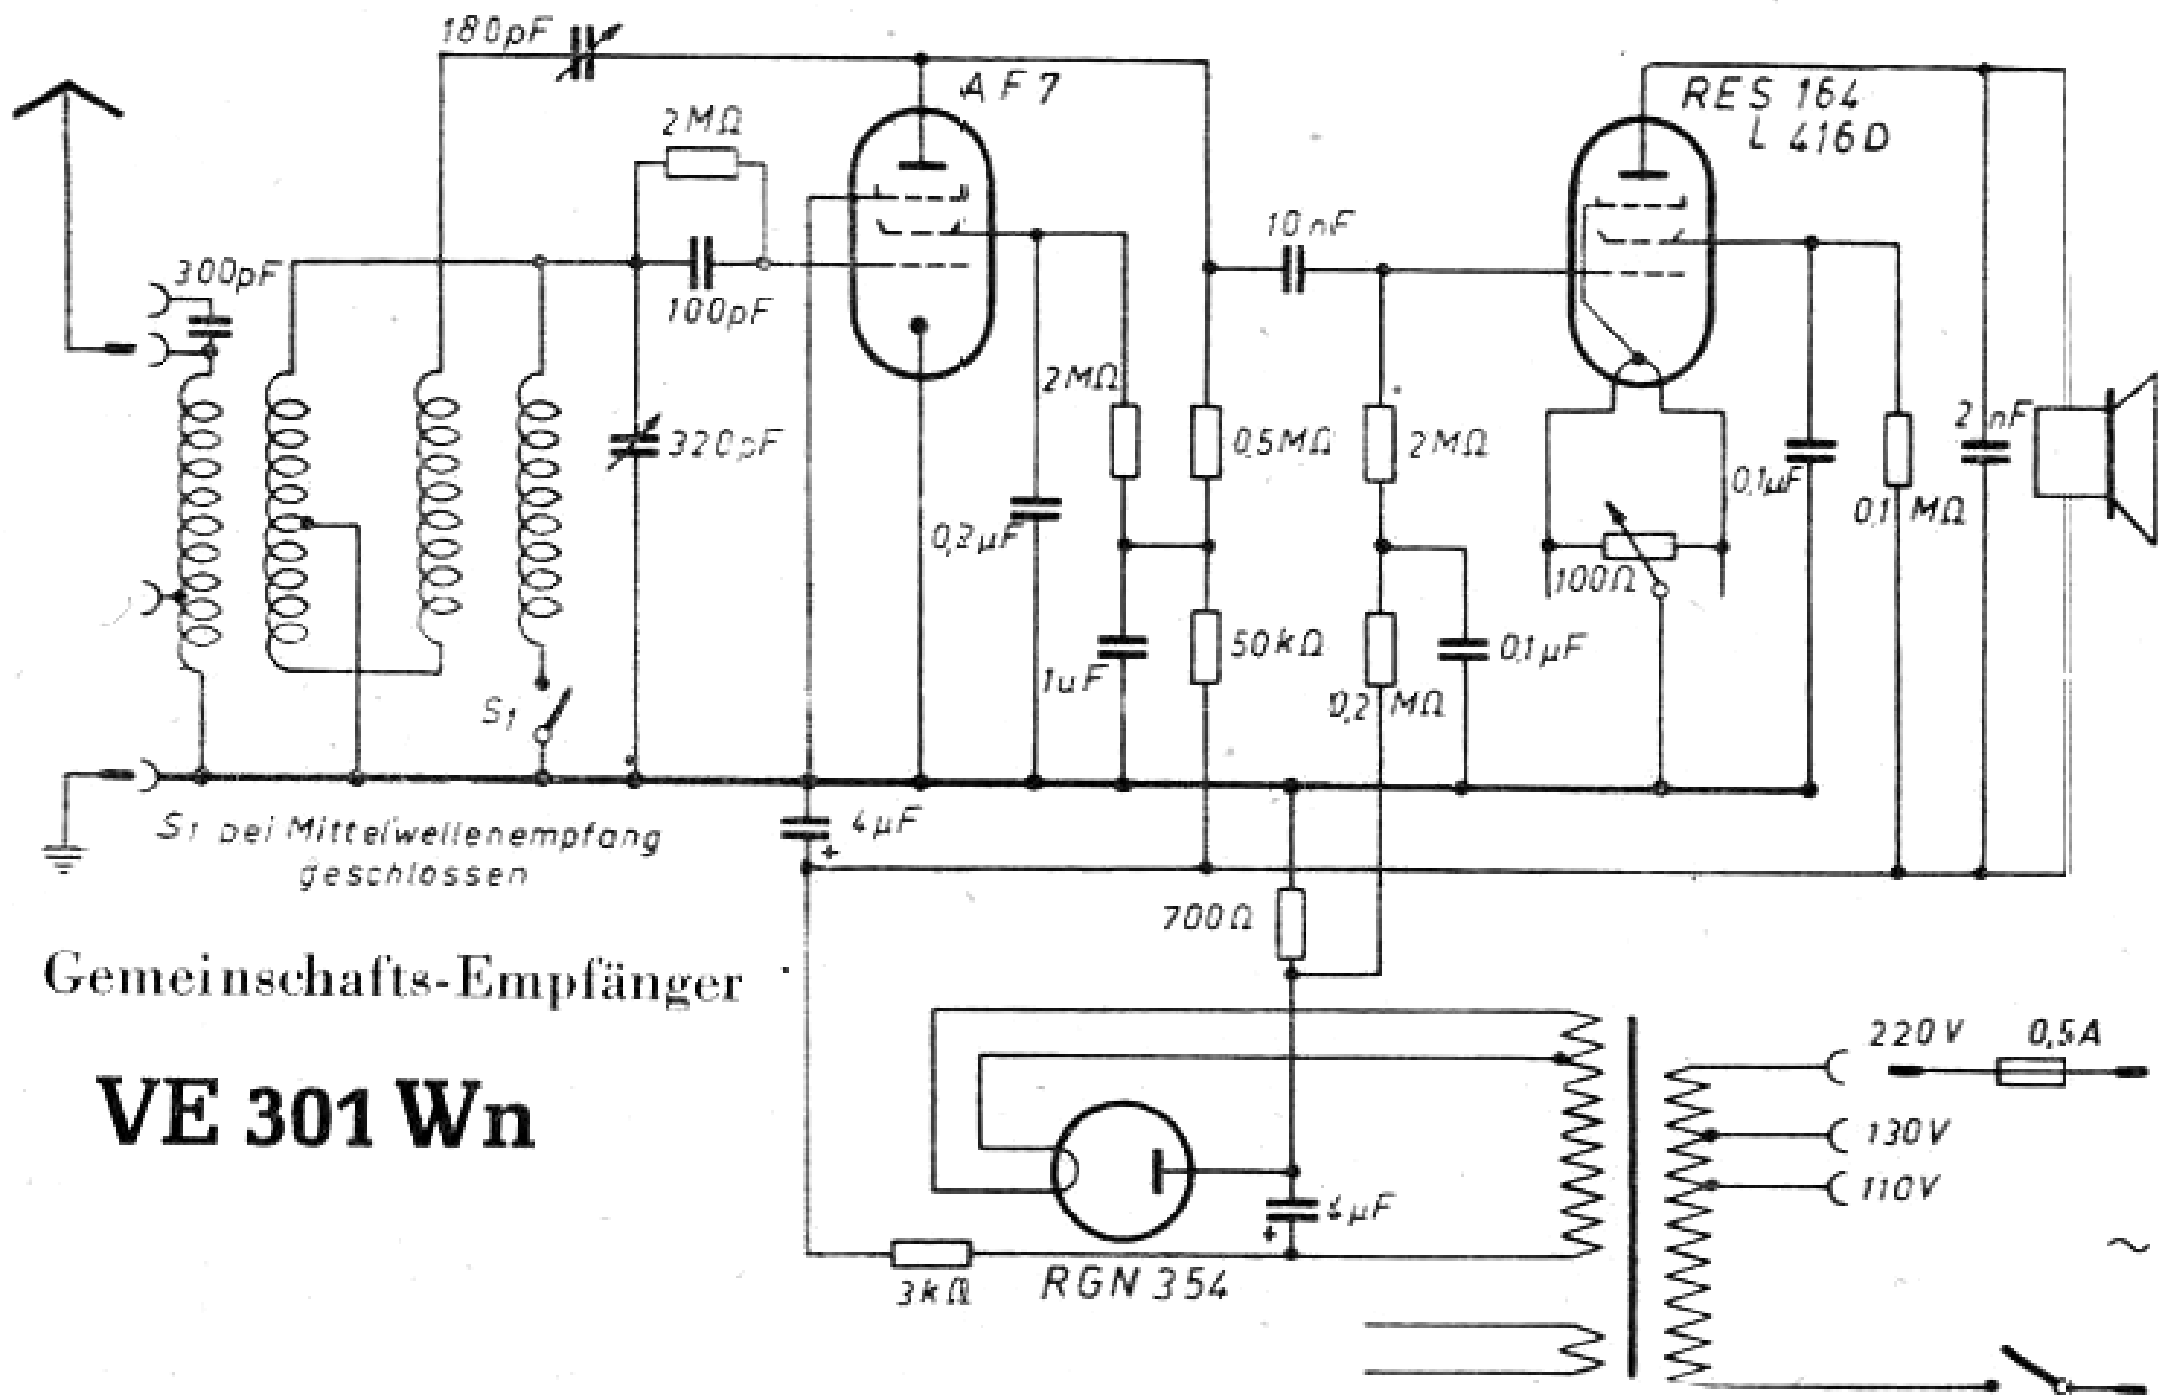 180pF
AF7
RES 164
L 416D
2MΩ
10nF
300pF
100pF
2MΩ
320pF
0,5MΩ
2MΩ
2nF
0,1µF
0,1 MΩ
0,2µF
100Ω
50kΩ
0,1µF
1uF
S1
0,2 MΩ
4µF
S1 bei Mittelwellenempfang
geschlossen
700Ω
Gemeinschafts-Empfänger
220V
0,5A
VE 301 Wn
130V
110V
4µF
~
3kΩ
RGN 354